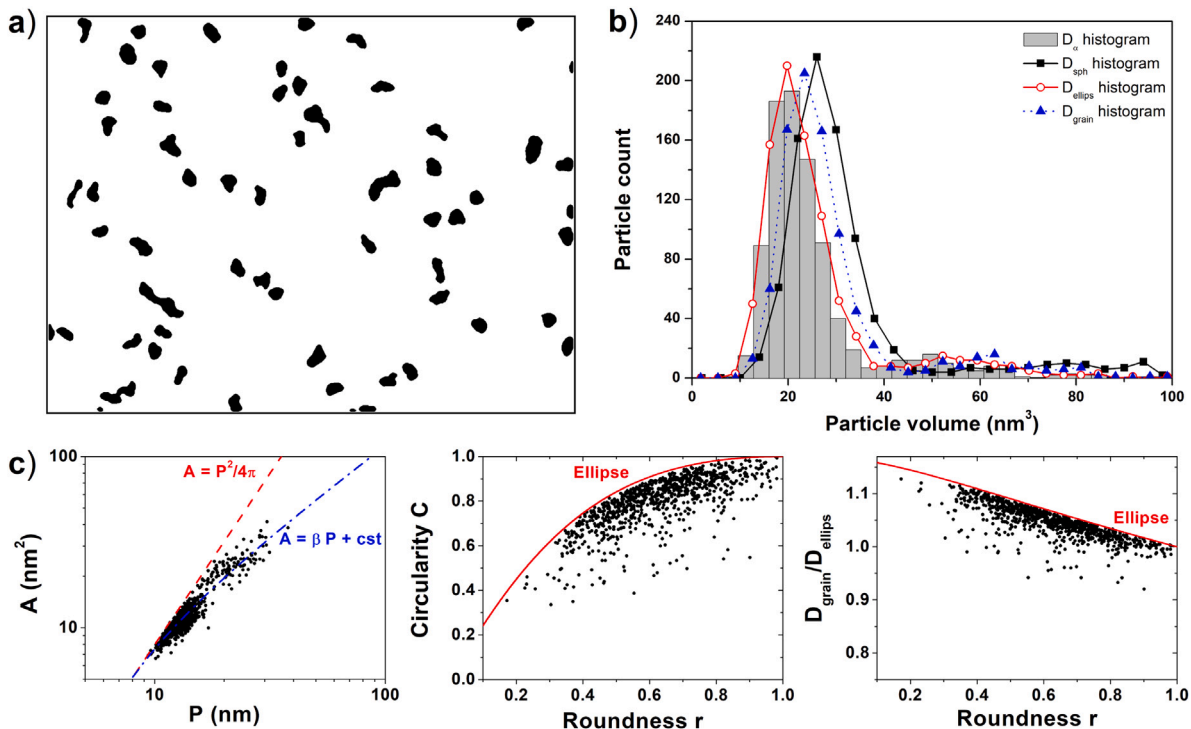 a)
b)
240
200
160
120
80
40
0
Particle count
0 20 40 60 80 100
Particle volume (nm³)
D_α histogram
D_sph histogram
D_ellips histogram
D_grain histogram
c)
100
10
A (nm²)
10 100
P (nm)
A = P²/4π
A = β P + cst
1.0
0.8
0.6
0.4
0.2
0.0
Circularity C
Ellipse
0.2 0.4 0.6 0.8 1.0
Roundness r
1.1
1.0
0.9
0.8
D_grain/D_ellips
Ellipse
0.2 0.4 0.6 0.8 1.0
Roundness r